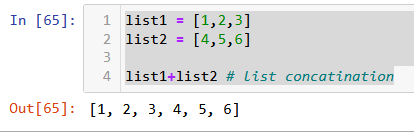 In [65]:
1 list1 = [1,2,3]
2 list2 = [4,5,6]
3
4 list1+list2 # list concatination
Out[65]: [1, 2, 3, 4, 5, 6]